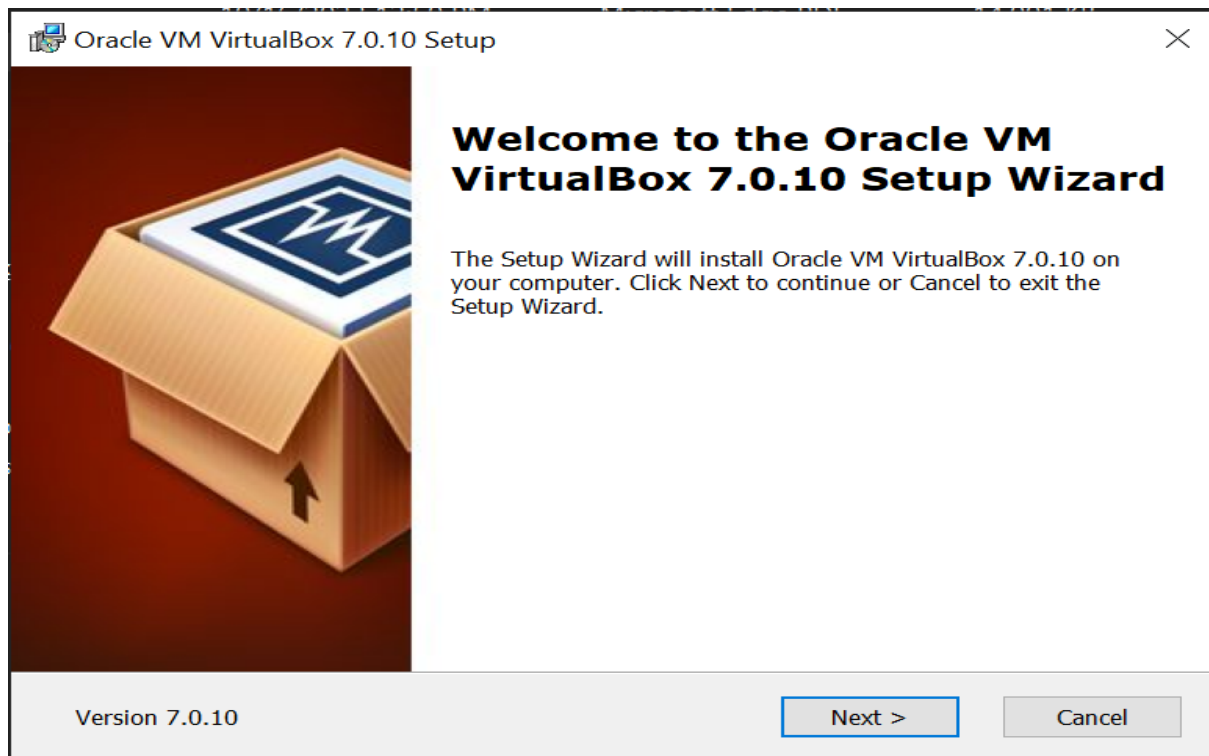 Oracle VM VirtualBox 7.0.10 Setup
Welcome to the Oracle VM
VirtualBox 7.0.10 Setup Wizard
The Setup Wizard will install Oracle VM VirtualBox 7.0.10 on
your computer. Click Next to continue or Cancel to exit the
Setup Wizard.
Version 7.0.10
Next >
Cancel